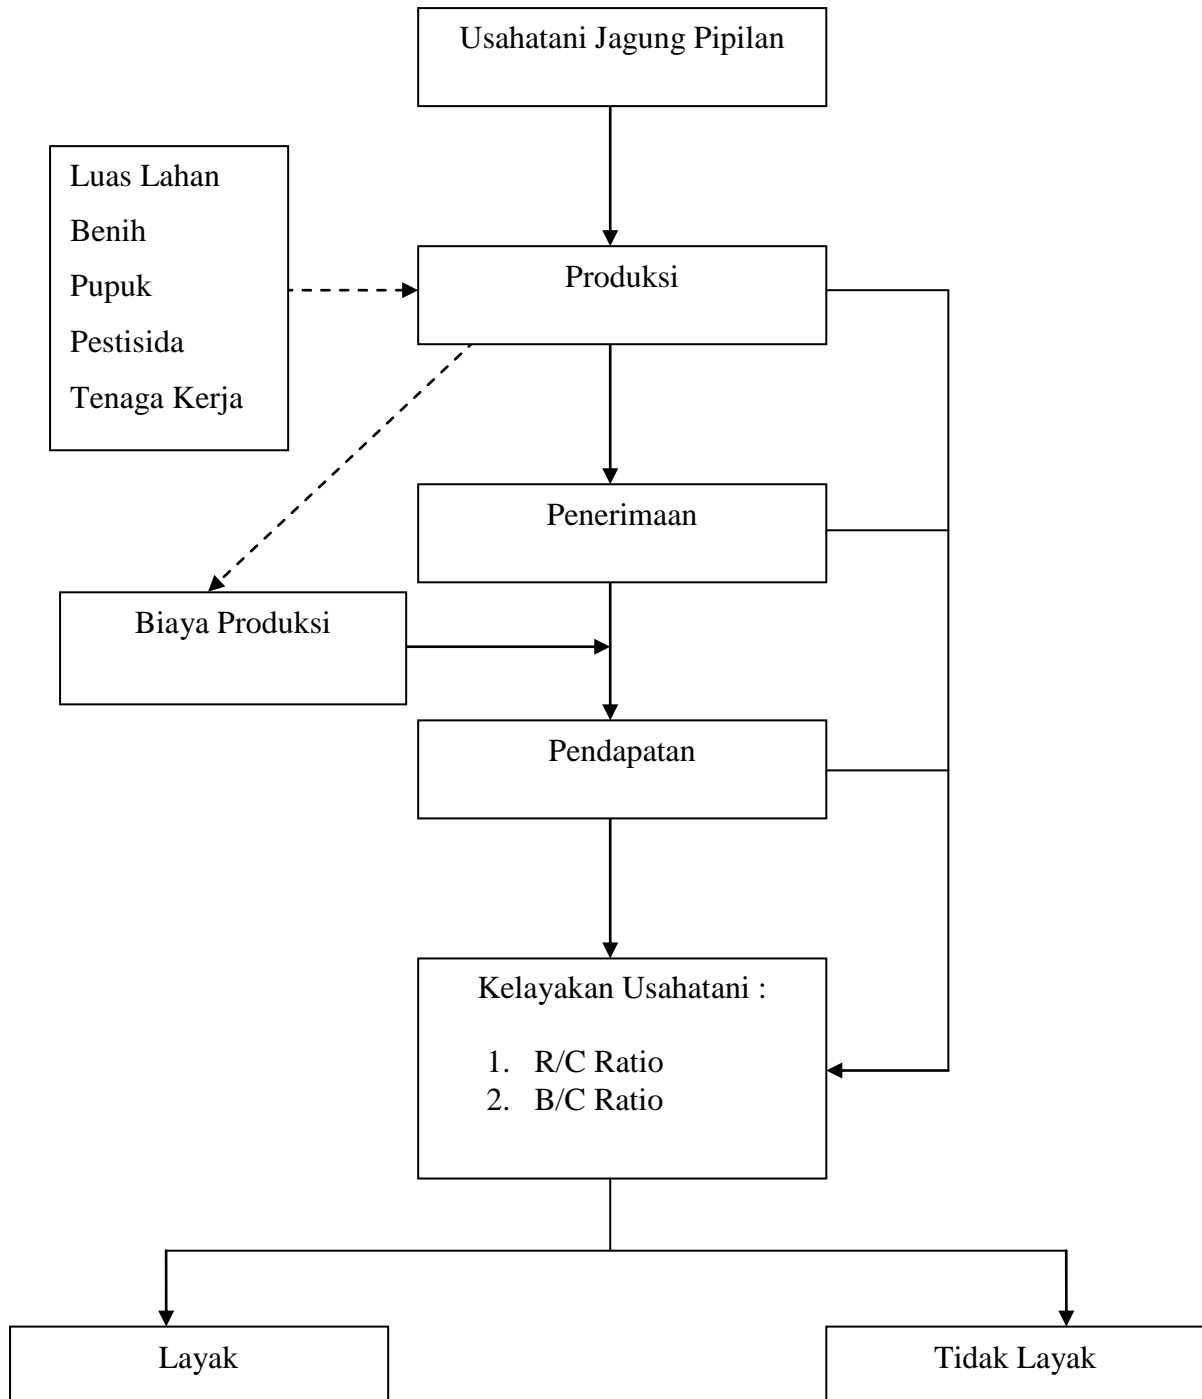 Usahatani Jagung Pipilan
Luas Lahan
Benih
Pupuk
Pestisida
Tenaga Kerja
Produksi
Penerimaan
Biaya Produksi
Pendapatan
Kelayakan Usahatani :
1. R/C Ratio
2. B/C Ratio
Layak
Tidak Layak